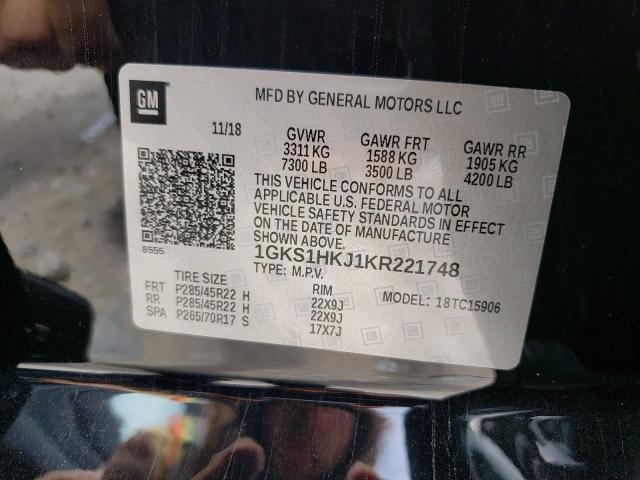 GM
MFD BY GENERAL MOTORS LLC
11/18 GVWR GAWR FRT GAWR RR
3311 KG 1588 KG 1905 KG
7300 LB 3500 LB 4200 LB
THIS VEHICLE CONFORMS TO ALL
APPLICABLE U.S. FEDERAL MOTOR
VEHICLE SAFETY STANDARDS IN EFFECT
ON THE DATE OF MANUFACTURE
SHOWN ABOVE.
8555
1GKS1HKJ1KR221748
TYPE: M.P.V.
TIRE SIZE RIM MODEL: 18TC15906
FRT P285/45R22 H 22X9J
RR P285/45R22 H 22X9J
SPA P265/70R17 S 17X7J